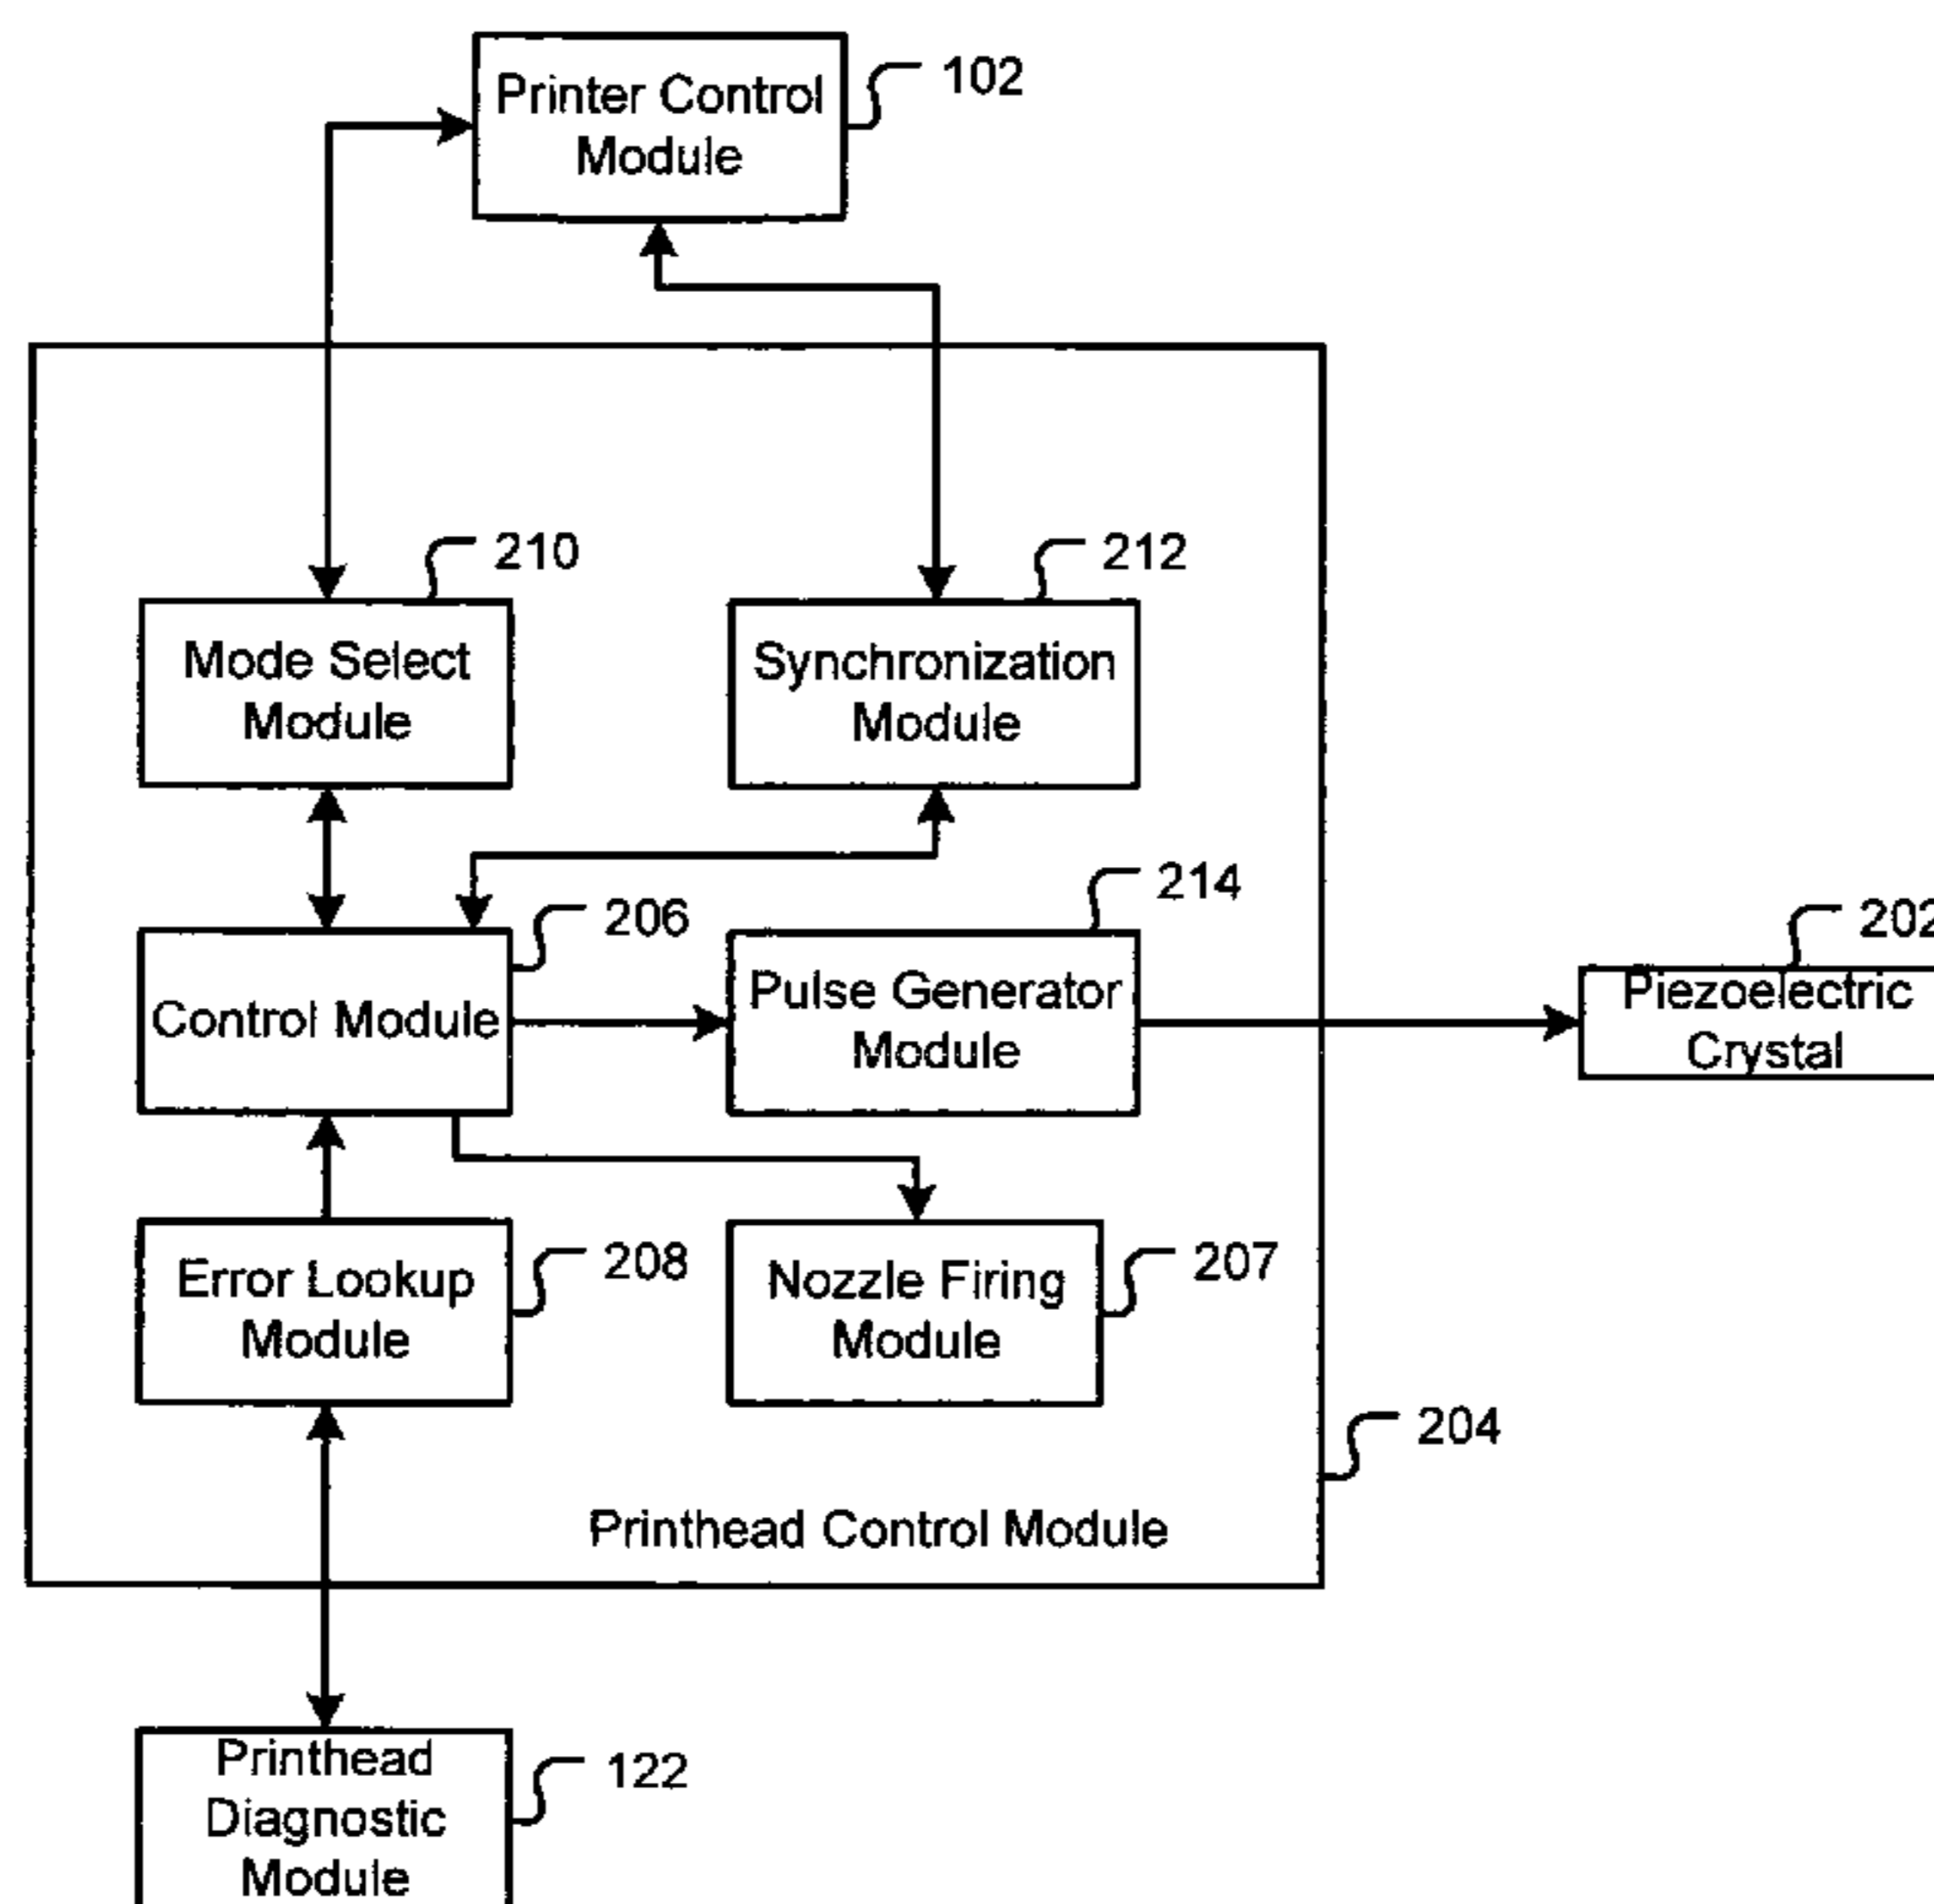 Printer Control
Module
102
210
212
Mode Select
Module
Synchronization
Module
206
214
202
Control Module
Pulse Generator
Module
Piezoelectric
Crystal
208
207
Error Lookup
Module
Nozzle Firing
Module
204
Printhead Control Module
Printhead
Diagnostic
Module
122